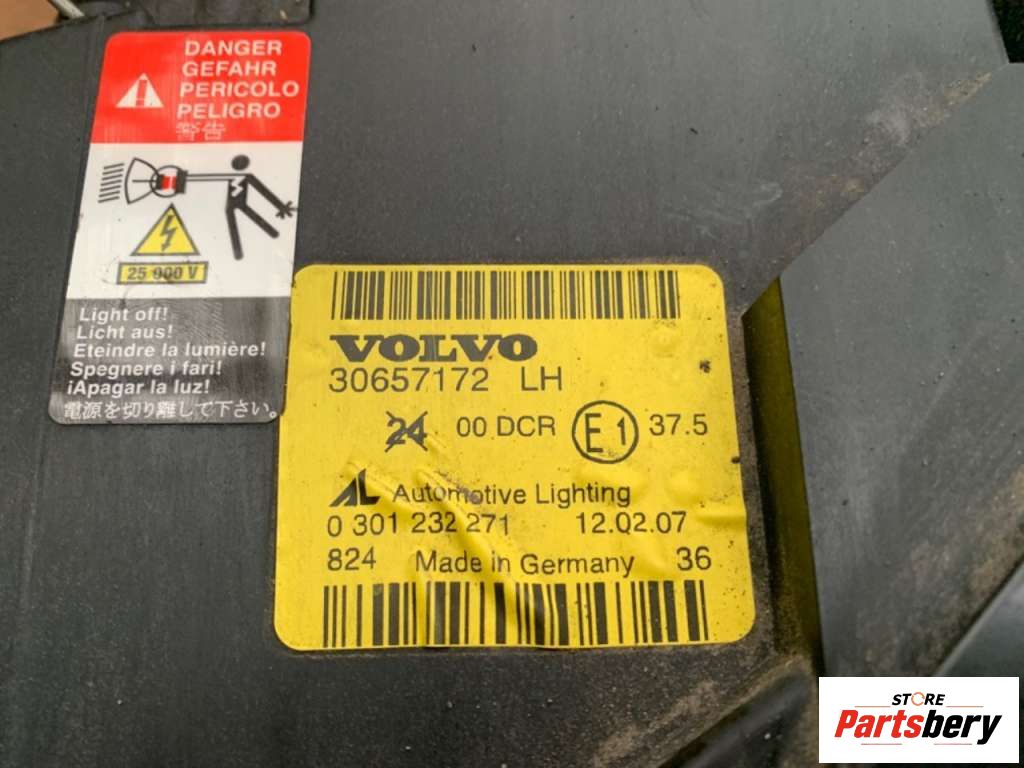 DANGER
GEFAHR
PERICOLO
PELIGRO
警告
25 000 V
Light off!
Licht aus!
Eteindre la lumière!
Spegnere i fari!
¡Apagar la luz!
電源を切り離して下さい。
VOLVO
30657172 LH
24 00 DCR E1 37.5
AL Automotive Lighting
0 301 232 271 12.02.07
824 Made in Germany 36
STORE
Partsbery